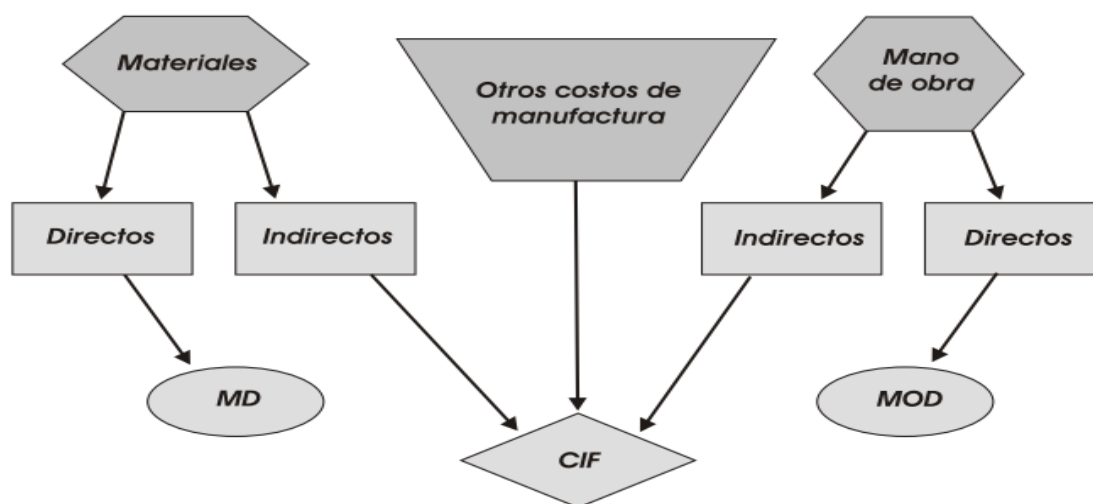 Materiales
Otros costos de
manufactura
Mano
de obra
Directos
Indirectos
Indirectos
Directos
MD
MOD
CIF